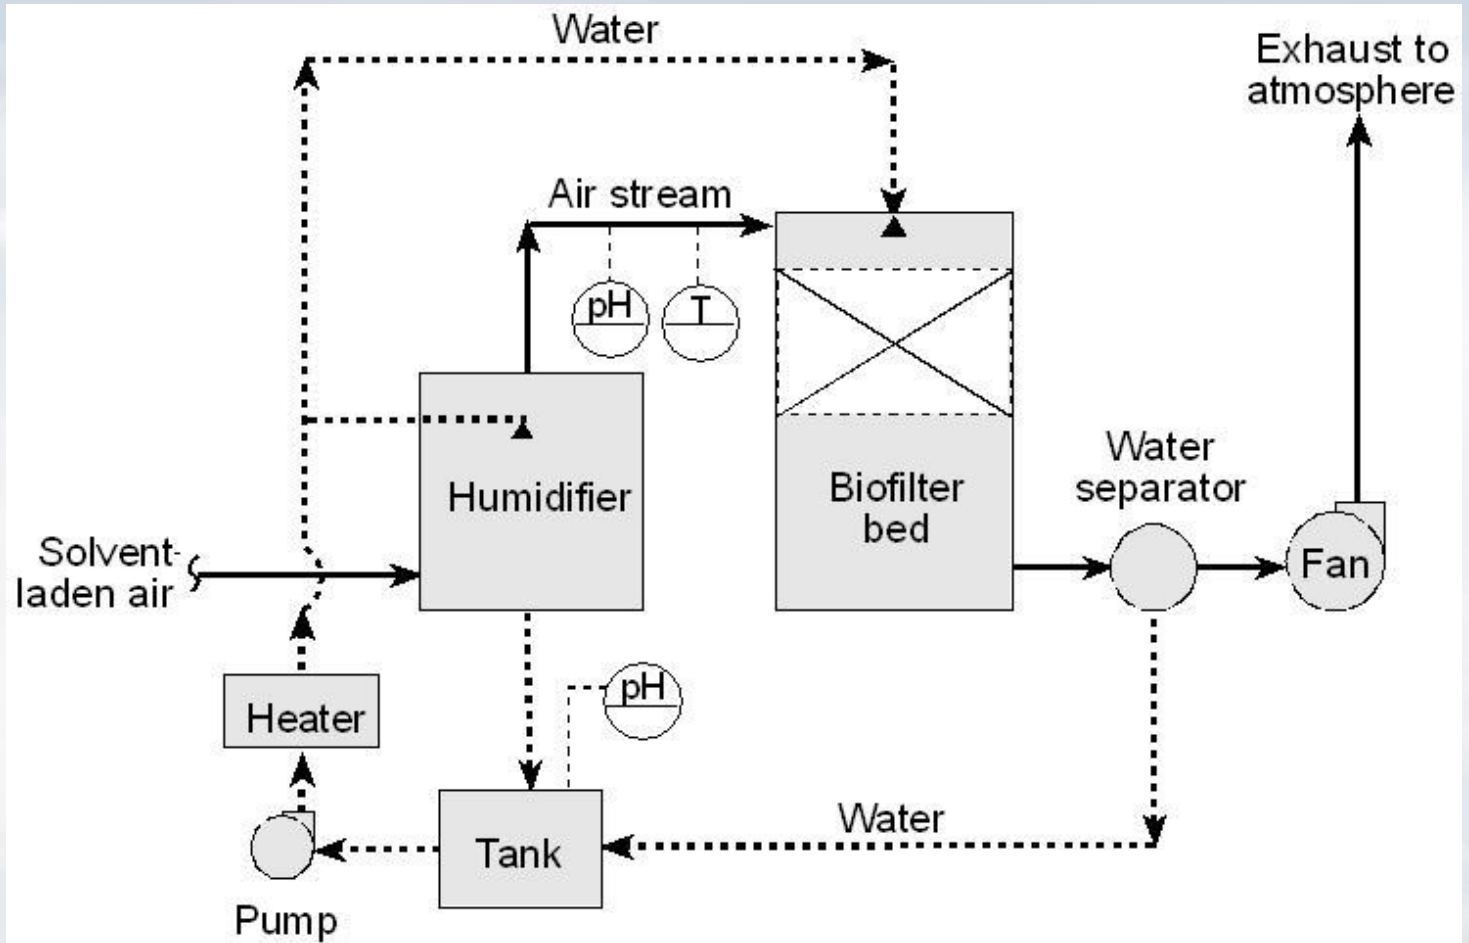 Water
Exhaust to
atmosphere
Air stream
pH
T
Humidifier
Biofilter
bed
Water
separator
Fan
Solvent-
laden air
pH
Heater
Tank
Water
Pump